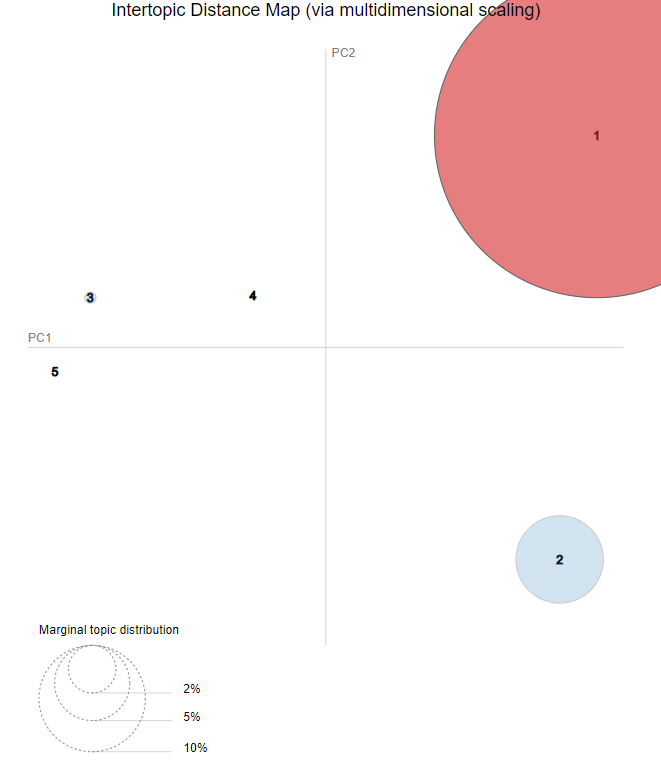 Intertopic Distance Map (via multidimensional scaling)
PC2
1
3
4
PC1
5
2
Marginal topic distribution
2%
5%
10%